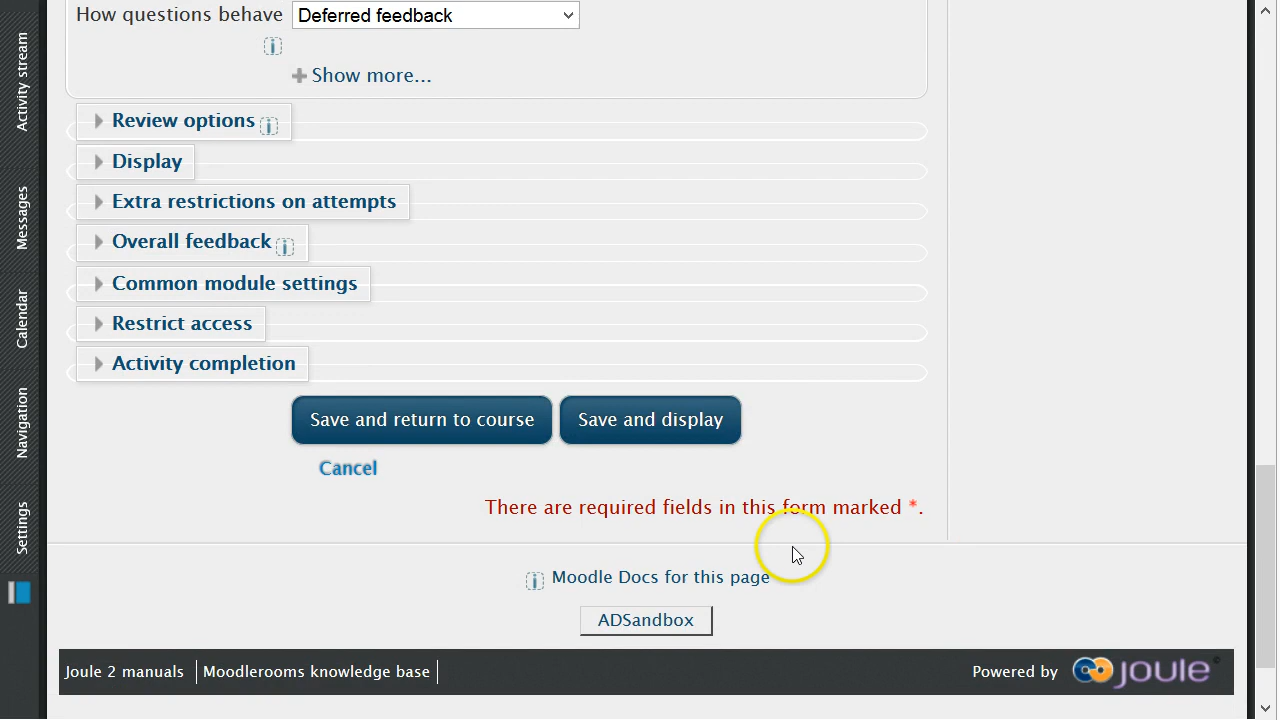 How questions behave Deferred feedback
Show more...
Review options
Display
Extra restrictions on attempts
Overall feedback
Common module settings
Restrict access
Activity completion
Save and return to course Save and display
Cancel
There are required fields in this form marked *.
Moodle Docs for this page
ADSandbox
Joule 2 manuals Moodlerooms knowledge base Powered by joule
Activity stream
Messages
Calendar
Navigation
Settings